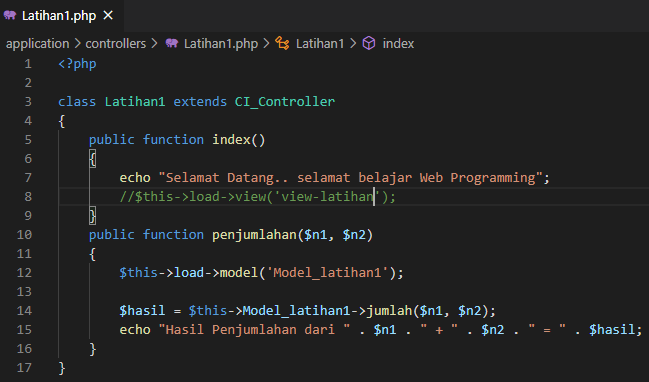 Latihan1.php ×
application > controllers > Latihan1.php > Latihan1 > index
1 <?php
2
3 class Latihan1 extends CI_Controller
4 {
5     public function index()
6     {
7         echo "Selamat Datang.. selamat belajar Web Programming";
8         //$this->load->view('view-latihan');
9     }
10     public function penjumlahan($n1, $n2)
11     {
12         $this->load->model('Model_latihan1');
13
14         $hasil = $this->Model_latihan1->jumlah($n1, $n2);
15         echo "Hasil Penjumlahan dari " . $n1 . " + " . $n2 . " = " . $hasil;
16     }
17 }